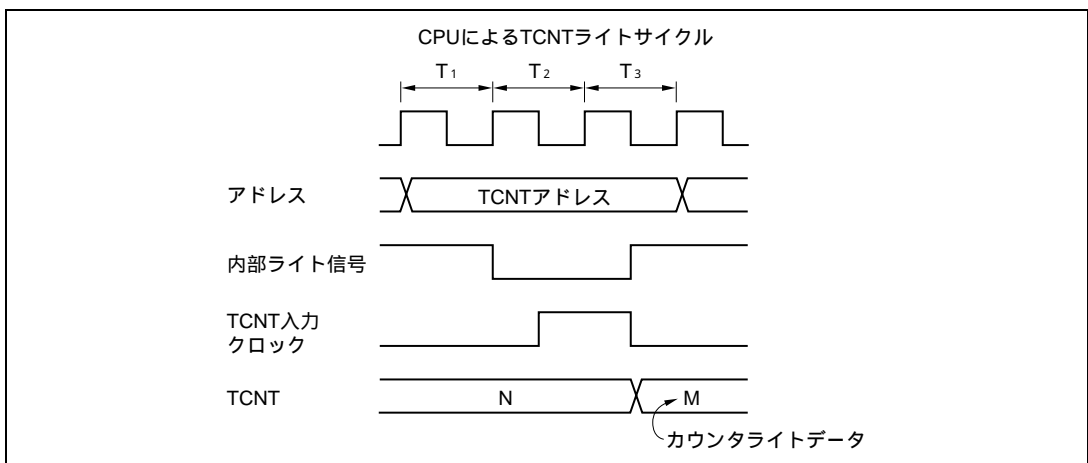 CPUによるTCNTライトサイクル
T1 T2 T3
アドレス TCNTアドレス
内部ライト信号
TCNT入力
クロック
TCNT N M
カウンタライトデータ